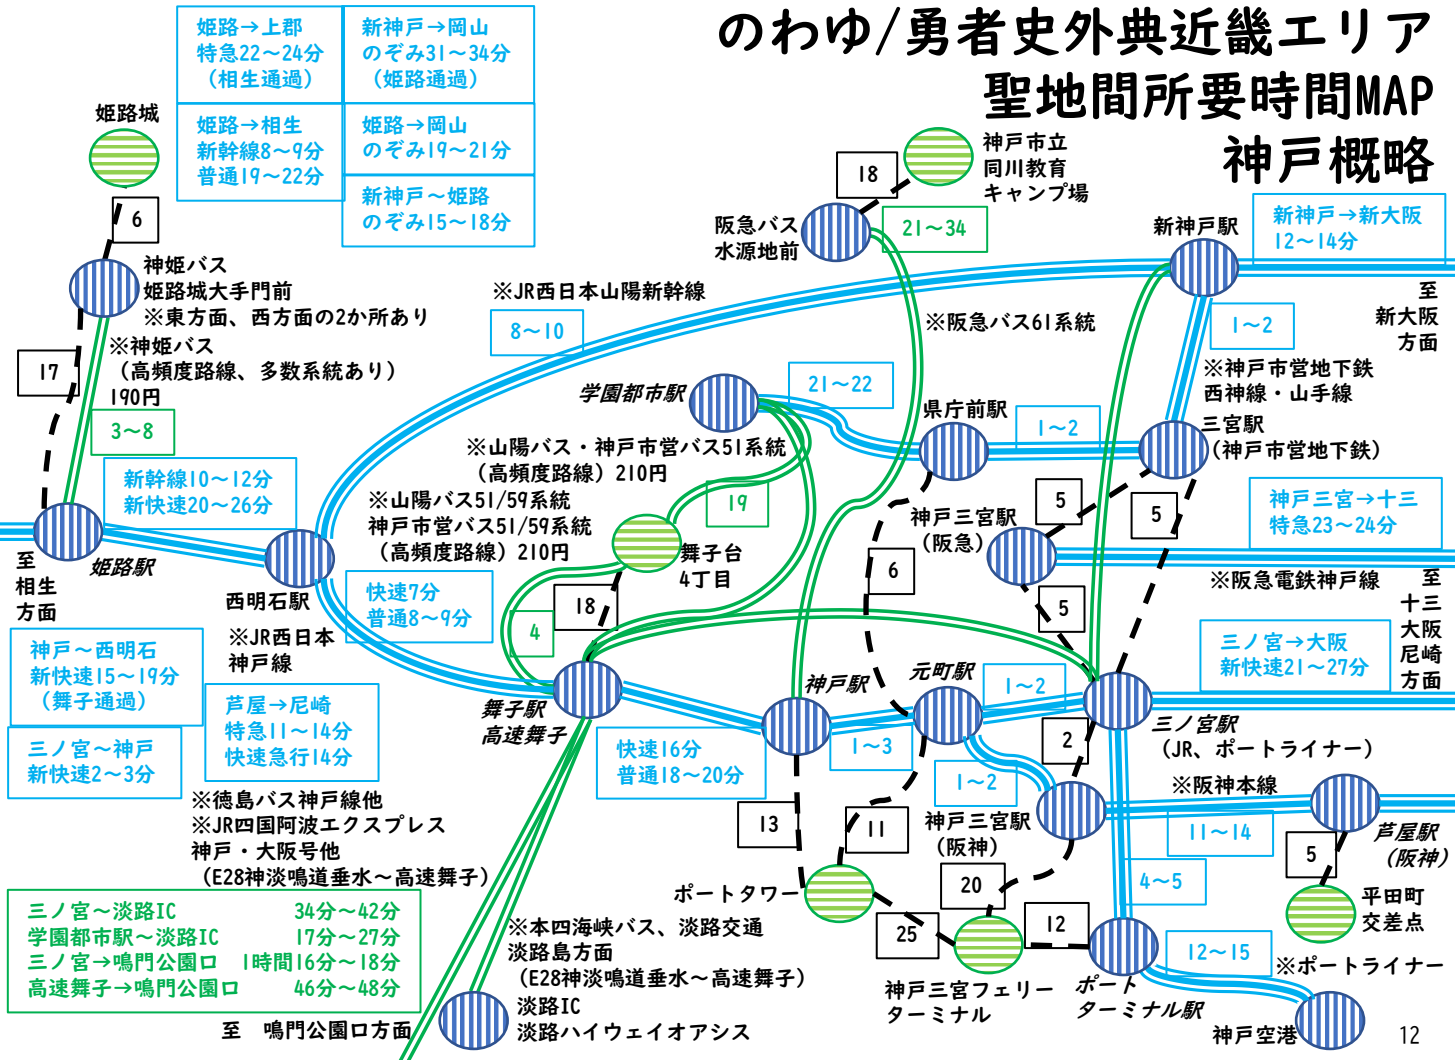 のわゆ/勇者史外典近畿エリア
聖地間所要時間MAP
神戸概略
姫路→上郡
特急22～24分
（相生通過）
新神戸→岡山
のぞみ31～34分
（姫路通過）
姫路→相生
新幹線8～9分
普通19～22分
姫路→岡山
のぞみ19～21分
新神戸～姫路
のぞみ15～18分
姫路城
6
神姫バス
姫路城大手門前
※東方面、西方面の2か所あり
※神姫バス
（高頻度路線、多数系統あり）
190円
17
3～8
新幹線10～12分
新快速20～26分
至
相生
方面
姫路駅
西明石駅
※JR西日本
神戸線
※JR西日本山陽新幹線
8～10
18
神戸市立
同川教育
キャンプ場
阪急バス
水源地前
21～34
※阪急バス61系統
新神戸駅
新神戸→新大阪
12～14分
至
新大阪
方面
1～2
※神戸市営地下鉄
西神線・山手線
学園都市駅
21～22
県庁前駅
1～2
三宮駅
（神戸市営地下鉄）
※山陽バス・神戸市営バス51系統
（高頻度路線）210円
※山陽バス51/59系統
神戸市営バス51/59系統
（高頻度路線）210円
19
舞子台
4丁目
18
4
快速7分
普通8～9分
神戸三宮駅
（阪急）
5
5
5
6
神戸三宮→十三
特急23～24分
※阪急電鉄神戸線
至
十三
大阪
尼崎
方面
三ノ宮→大阪
新快速21～27分
神戸～西明石
新快速15～19分
（舞子通過）
三ノ宮～神戸
新快速2～3分
芦屋→尼崎
特急11～14分
快速急行14分
舞子駅
高速舞子
快速16分
普通18～20分
神戸駅
1～3
元町駅
1～2
三ノ宮駅
（JR、ポートライナー）
2
1～2
神戸三宮駅
（阪神）
※阪神本線
11～14
芦屋駅
（阪神）
5
平田町
交差点
※徳島バス神戸線他
※JR四国阿波エクスプレス
神戸・大阪号他
（E28神淡鳴道垂水～高速舞子）
13
11
ポートタワー
25
20
12
神戸三宮フェリー
ターミナル
4～5
ポート
ターミナル駅
12～15
※ポートライナー
神戸空港
三ノ宮～淡路IC 34分～42分
学園都市駅～淡路IC 17分～27分
三ノ宮→鳴門公園口 1時間16分～18分
高速舞子→鳴門公園口 46分～48分
至 鳴門公園口方面
※本四海峡バス、淡路交通
淡路島方面
（E28神淡鳴道垂水～高速舞子）
淡路IC
淡路ハイウェイオアシス
12